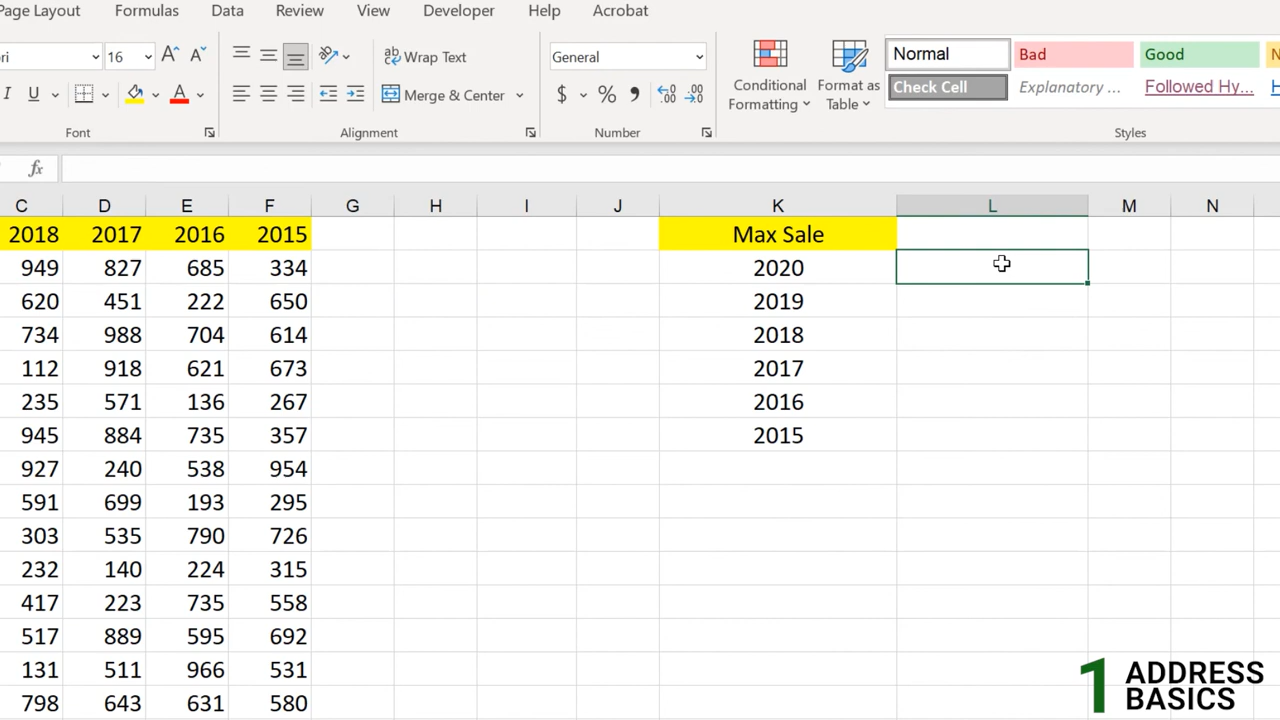 Page Layout Formulas Data Review View Developer Help Acrobat
16 A A ab Wrap Text General Normal Bad Good
I U A Merge & Center $ % , .00 Conditional Formatting Format as Table Check Cell Explanatory ... Followed Hy...
Font Alignment Number Styles
fx
C D E F G H I J K L M N
2018 2017 2016 2015 Max Sale
949 827 685 334 2020
620 451 222 650 2019
734 988 704 614 2018
112 918 621 673 2017
235 571 136 267 2016
945 884 735 357 2015
927 240 538 954
591 699 193 295
303 535 790 726
232 140 224 315
417 223 735 558
517 889 595 692
131 511 966 531
798 643 631 580
1 ADDRESS
BASICS